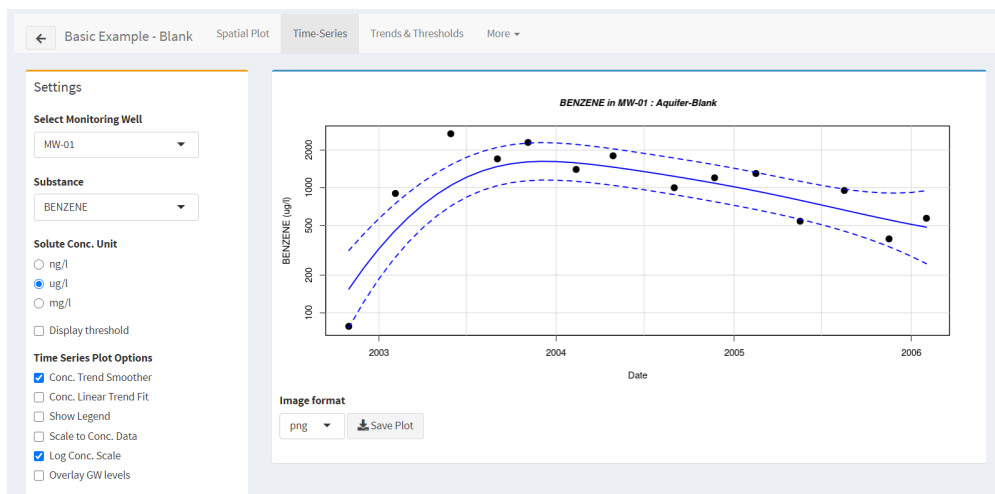 Basic Example - Blank
Spatial Plot
Time-Series
Trends & Thresholds
More
Settings
Select Monitoring Well
MW-01
Substance
BENZENE
Solute Conc. Unit
ng/l
ug/l
mg/l
Display threshold
Time Series Plot Options
Conc. Trend Smoother
Conc. Linear Trend Fit
Show Legend
Scale to Conc. Data
Log Conc. Scale
Overlay GW levels
BENZENE in MW-01 : Aquifer-Blank
BENZENE (ug/l)
2000
1000
500
200
100
2003 2004 2005 2006
Date
Image format
png
Save Plot